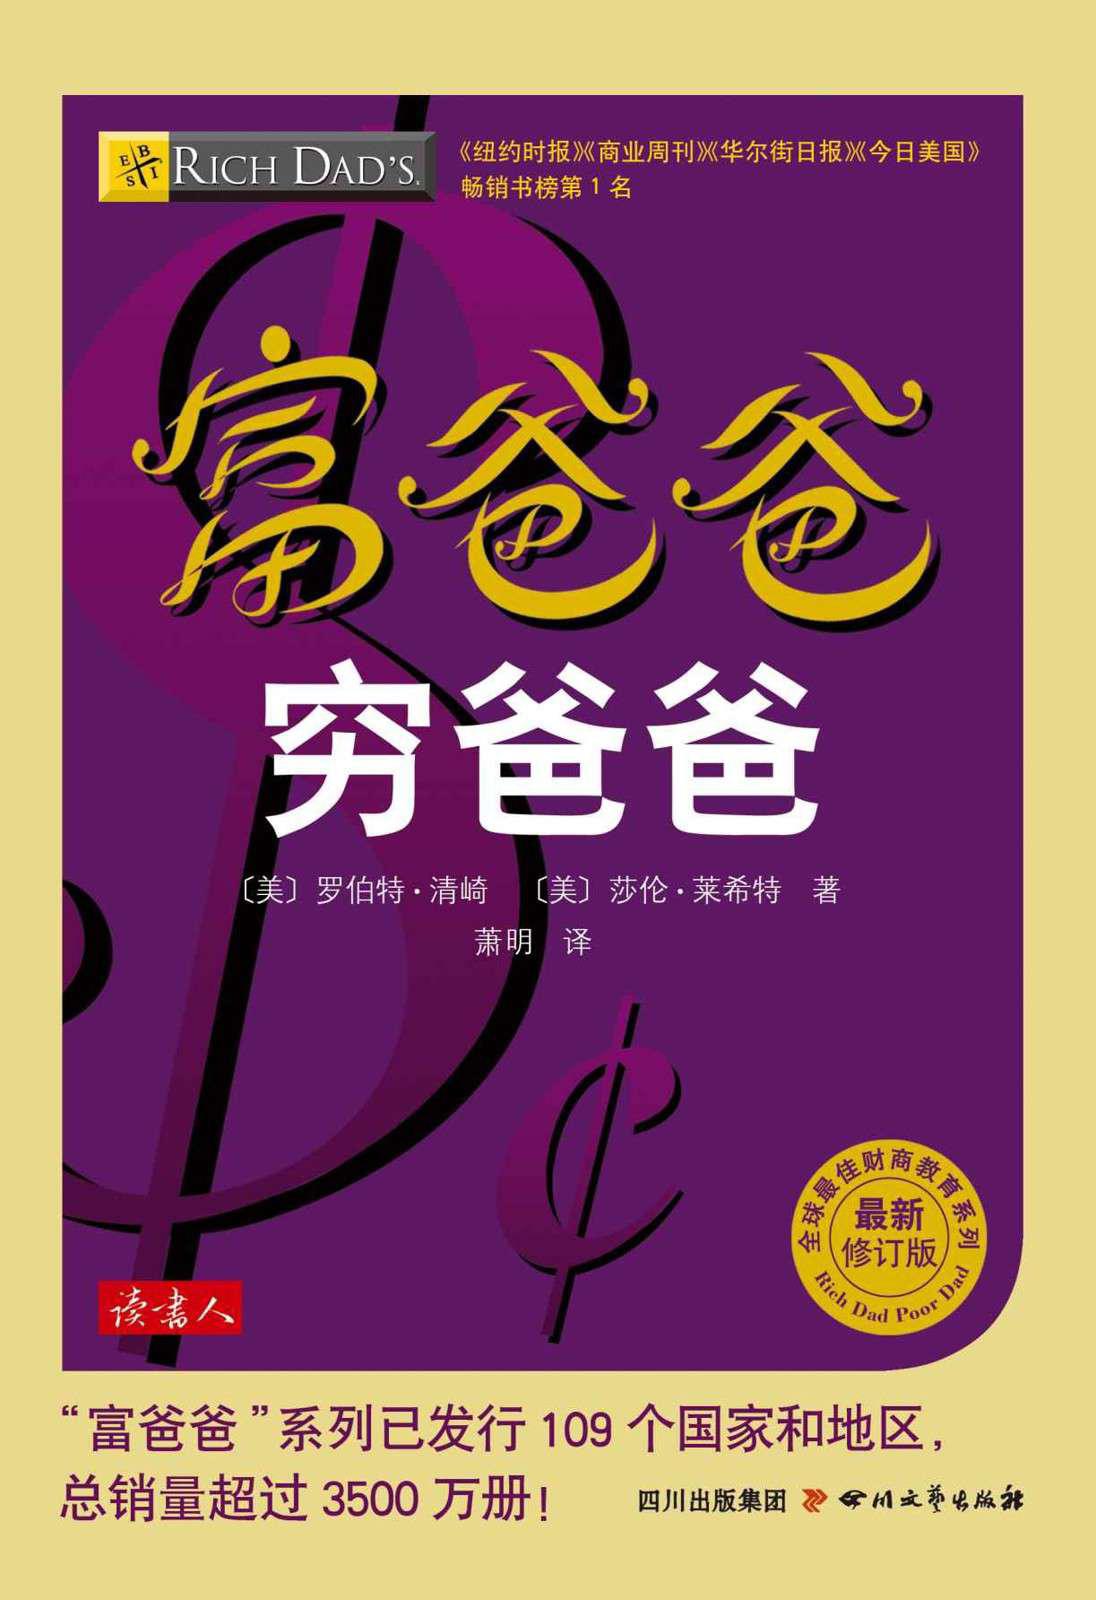 E B S I
RICH DAD'S.
《纽约时报》《商业周刊》《华尔街日报》《今日美国》
畅销书榜第1名
富爸爸
穷爸爸
〔美〕罗伯特·清崎 〔美〕莎伦·莱希特 著
萧明 译
全球最佳财商教育系列
最新
修订版
Rich Dad Poor Dad
读书人
“富爸爸”系列已发行109个国家和地区，
总销量超过3500万册！
四川出版集团 四川文艺出版社